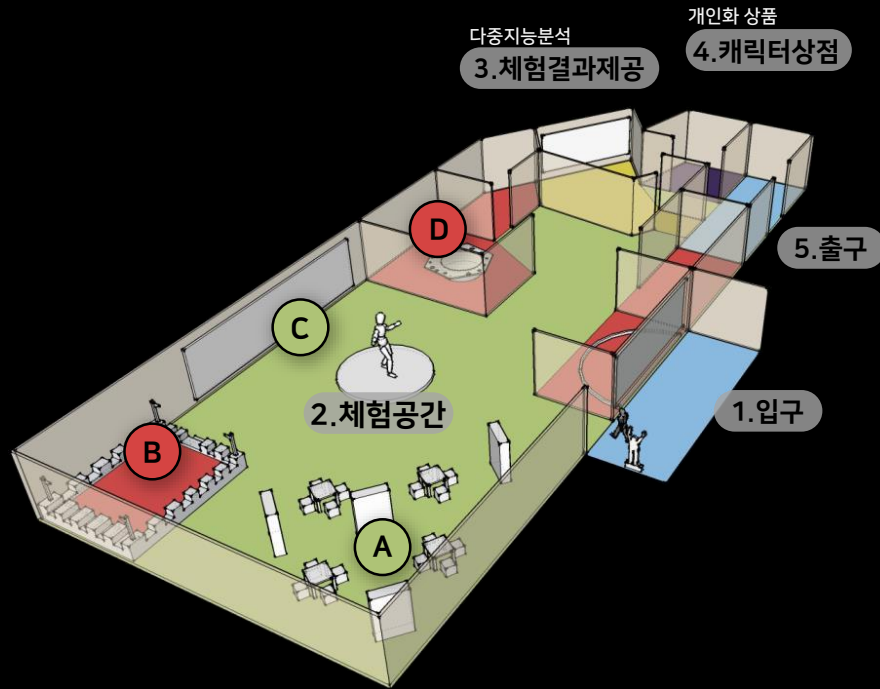 개인화 상품
4.캐릭터상점
다중지능분석
3.체험결과제공
D
5.출구
C
2.체험공간
1.입구
B
A